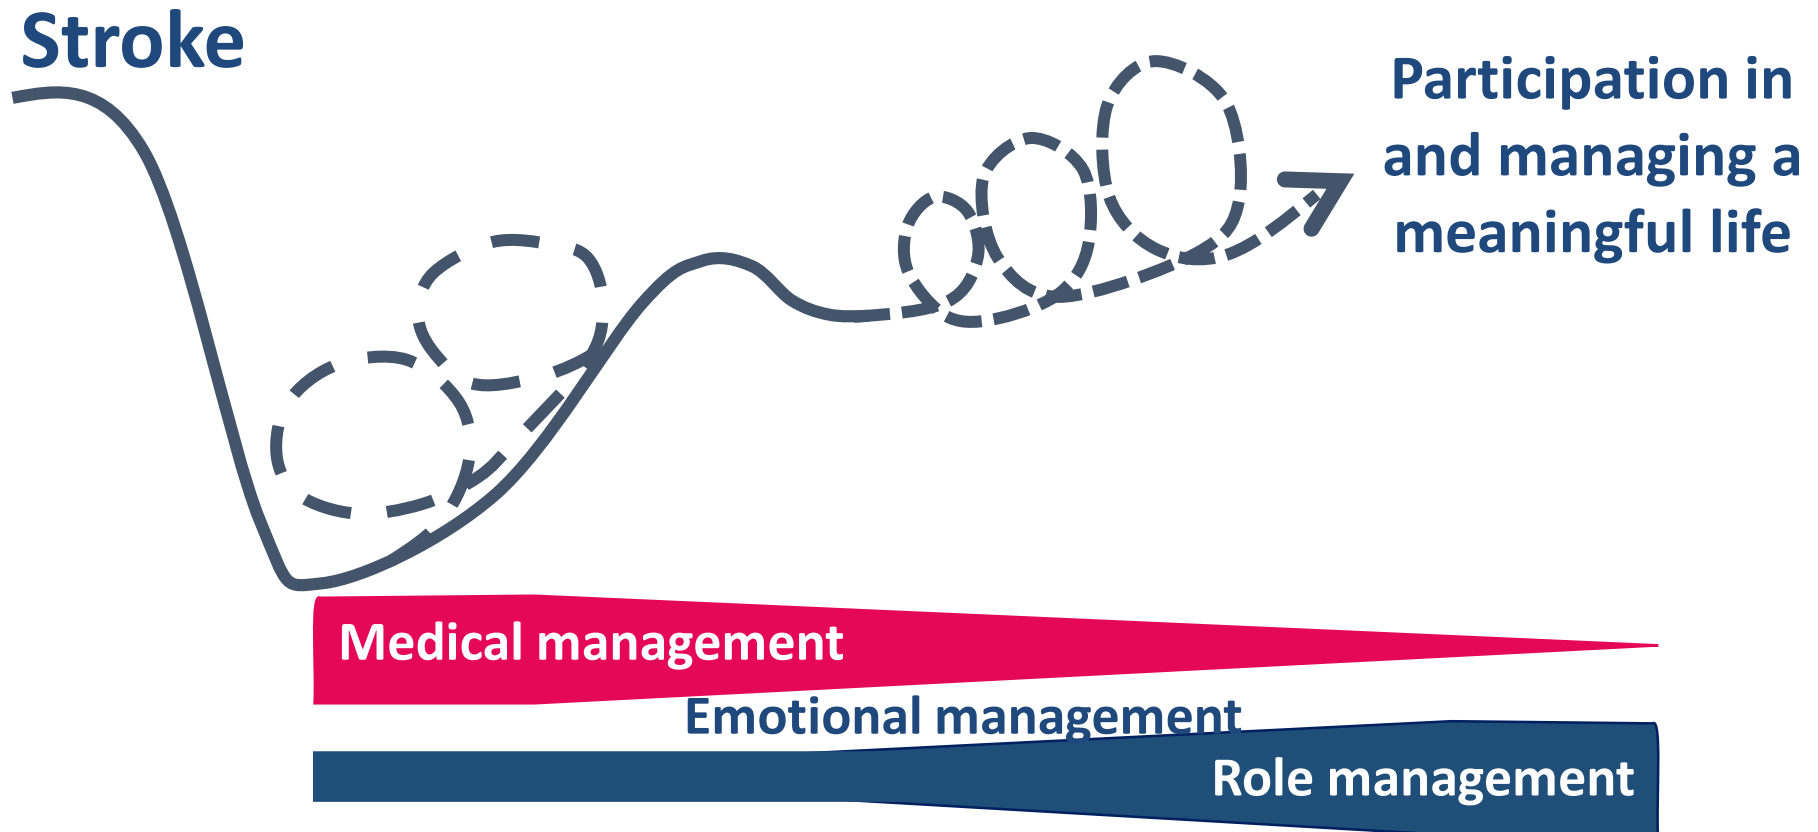 Stroke
Participation in
and managing a
meaningful life
Medical management
Emotional management
Role management